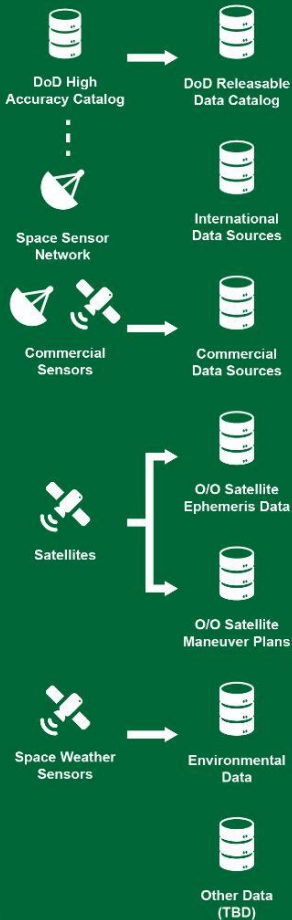 DoD High
Accuracy Catalog
DoD Releasable
Data Catalog
Space Sensor
Network
International
Data Sources
Commercial
Sensors
Commercial
Data Sources
Satellites
O/O Satellite
Ephemeris Data
O/O Satellite
Maneuver Plans
Space Weather
Sensors
Environmental
Data
Other Data
(TBD)